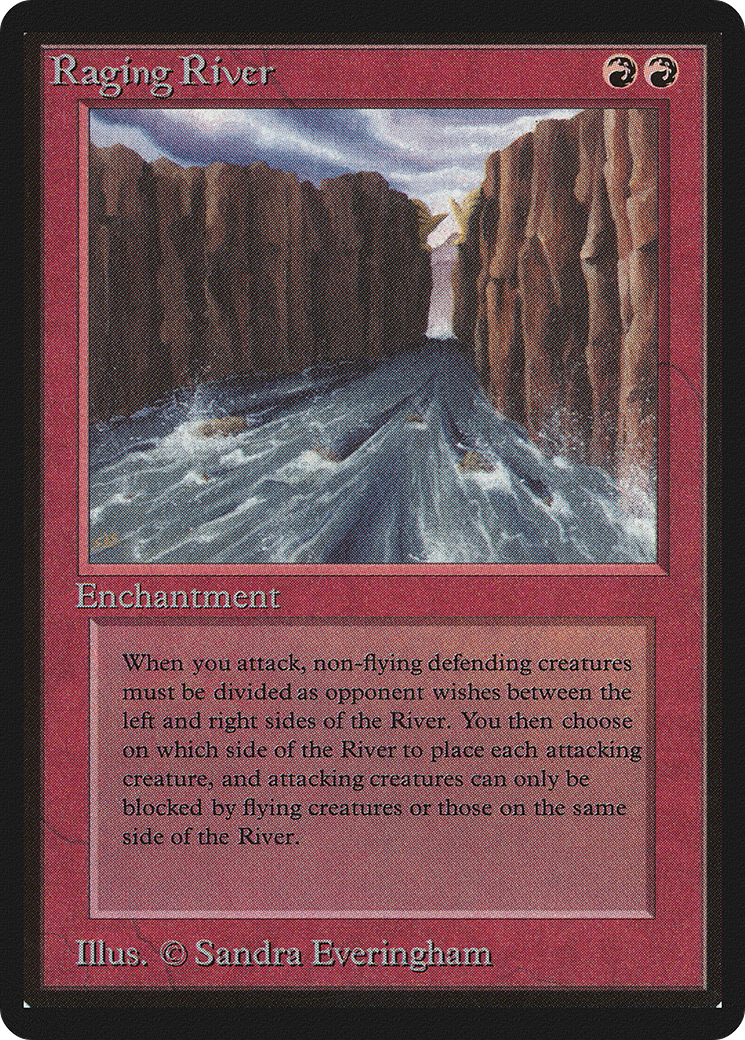 Raging River
Enchantment
When you attack, non-flying defending creatures
must be divided as opponent wishes between the
left and right sides of the River. You then choose
on which side of the River to place each attacking
creature, and attacking creatures can only be
blocked by flying creatures or those on the same
side of the River.
Illus. © Sandra Everingham